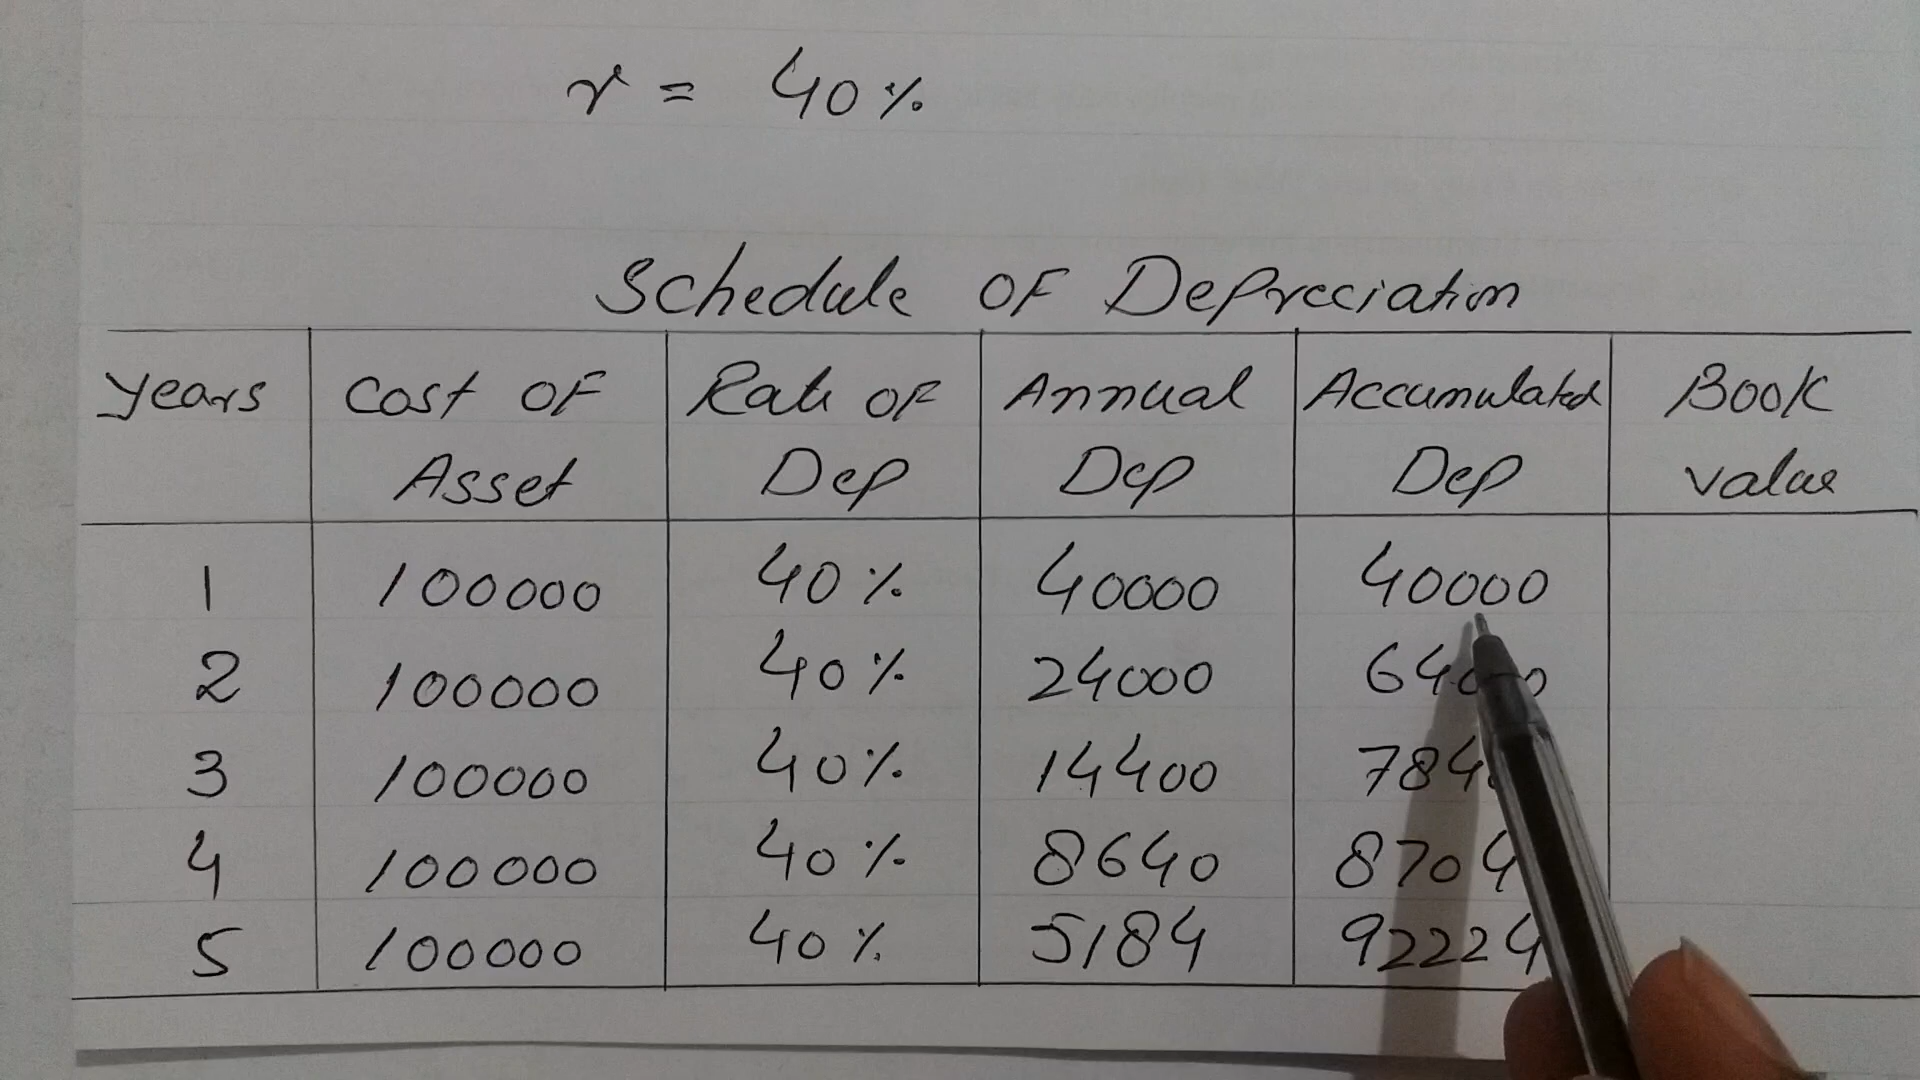 r = 40%
Schedule OF Depreciation
years Cost OF Asset Rate OF Dep Annual Dep Accumulated Dep Book value
1 100000 40% 40000 40000
2 100000 40% 24000
3 100000 40% 14400
4 100000 40% 8640
5 100000 40% 5184 92224